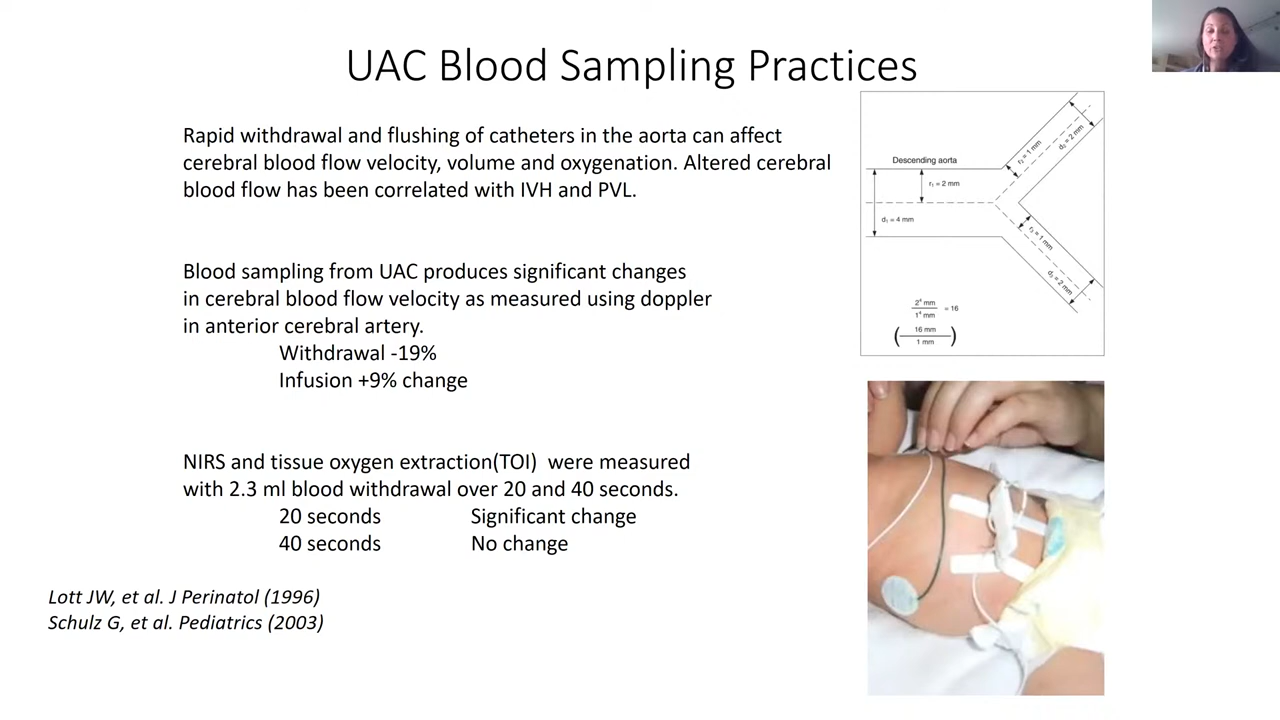 UAC Blood Sampling Practices
Rapid withdrawal and flushing of catheters in the aorta can affect
cerebral blood flow velocity, volume and oxygenation. Altered cerebral
blood flow has been correlated with IVH and PVL.
Blood sampling from UAC produces significant changes
in cerebral blood flow velocity as measured using doppler
in anterior cerebral artery.
Withdrawal -19%
Infusion +9% change
NIRS and tissue oxygen extraction(TOI) were measured
with 2.3 ml blood withdrawal over 20 and 40 seconds.
20 seconds Significant change
40 seconds No change
Lott JW, et al. J Perinatol (1996)
Schulz G, et al. Pediatrics (2003)
Descending aorta
r₁ = 2 mm
d₁ = 4 mm
r₂ = 1 mm
d₂ = 2 mm
r₂ = 1 mm
d₂ = 2 mm
2⁴ mm
1⁴ mm
= 16
( 16 mm
1 mm )